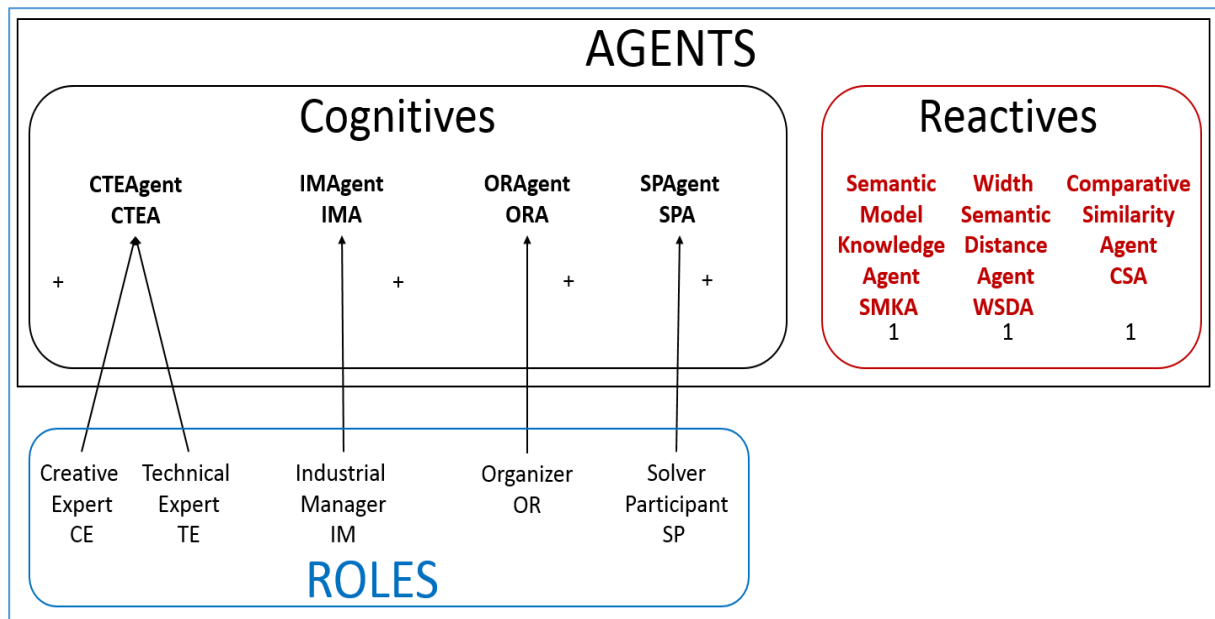 AGENTS
Cognitives
CTEAgent
CTEA
IMAgent
IMA
ORAgent
ORA
SPAgent
SPA
+
+
+
+
Reactives
Semantic
Model
Knowledge
Agent
SMKA
1
Width
Semantic
Distance
Agent
WSDA
1
Comparative
Similarity
Agent
CSA
1
Creative
Expert
CE
Technical
Expert
TE
Industrial
Manager
IM
Organizer
OR
Solver
Participant
SP
ROLES